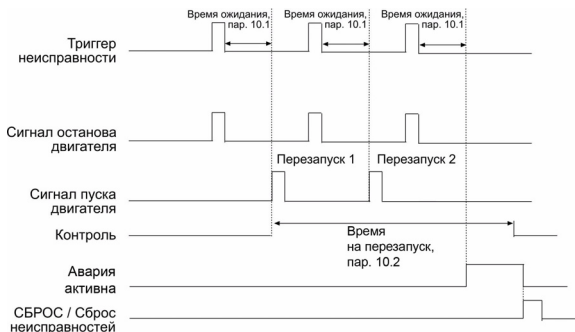 Время ожидания,
пар. 10.1
Время ожидания,
пар. 10.1
Время ожидания,
пар. 10.1
Триггер
неисправности
Сигнал останова
двигателя
Перезапуск 1
Перезапуск 2
Сигнал пуска
двигателя
Контроль
Время
на перезапуск,
пар. 10.2
Авария
активна
СБРОС / Сброс
неисправностей